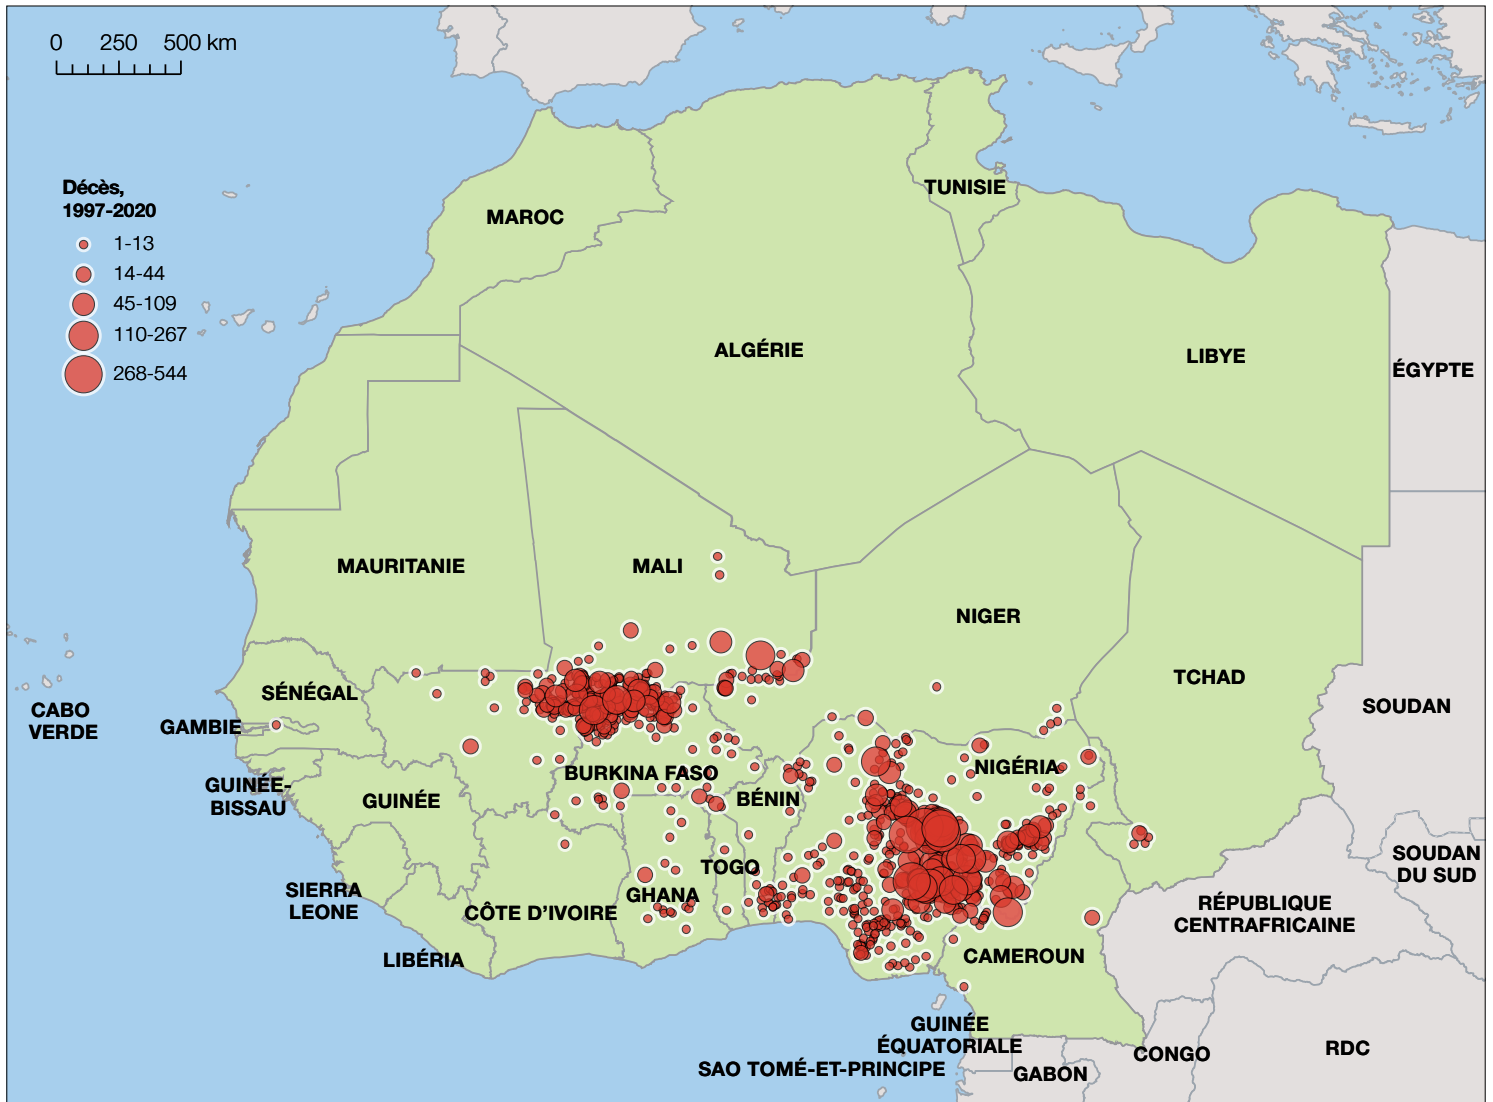 0 250 500 km
Décès,
1997-2020
1-13
14-44
45-109
110-267
268-544
MAROC
TUNISIE
ALGÉRIE
LIBYE
ÉGYPTE
MAURITANIE
MALI
NIGER
TCHAD
SOUDAN
CABO
VERDE
SÉNÉGAL
GAMBIE
GUINÉE-
BISSAU
GUINÉE
BURKINA FASO
BÉNIN
NIGÉRIA
SIERRA
LEONE
CÔTE D’IVOIRE
GHANA
TOGO
LIBÉRIA
CAMEROUN
RÉPUBLIQUE
CENTRAFRICAINE
SOUDAN
DU SUD
GUINÉE
ÉQUATORIALE
SAO TOMÉ-ET-PRINCIPE
GABON
CONGO
RDC